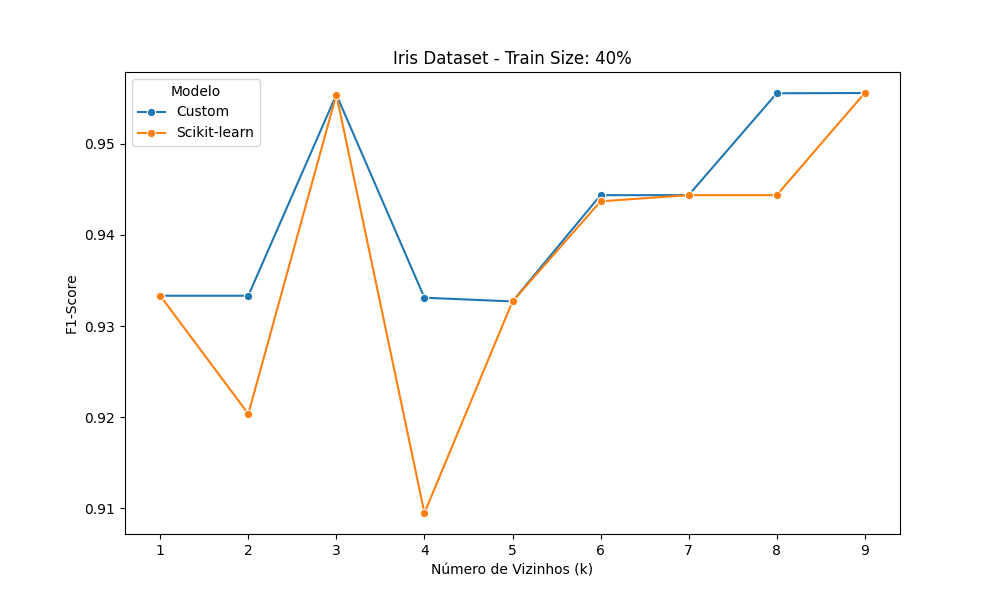 Iris Dataset - Train Size: 40%
Modelo
Custom
Scikit-learn
F1-Score
0.95
0.94
0.93
0.92
0.91
1 2 3 4 5 6 7 8 9
Número de Vizinhos (k)